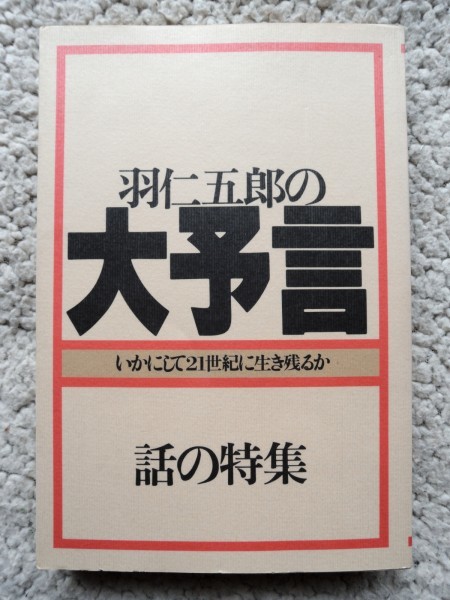 羽仁五郎の
大予言
いかにして21世紀に生き残るか
話の特集